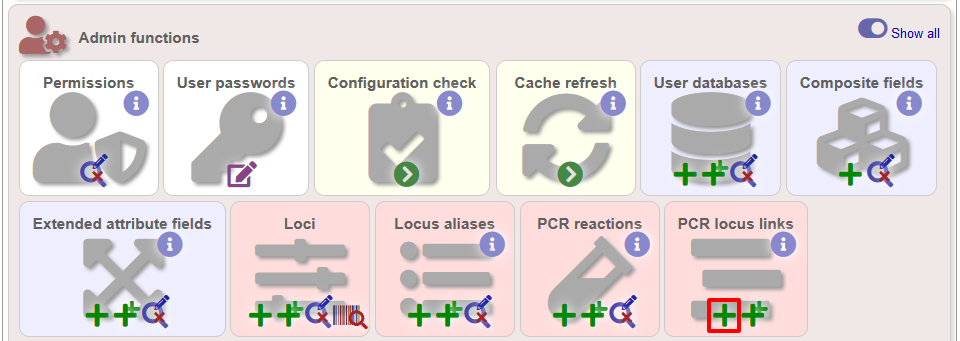 Admin functions
Show all
Permissions
User passwords
Configuration check
Cache refresh
User databases
Composite fields
Extended attribute fields
Loci
Locus aliases
PCR reactions
PCR locus links